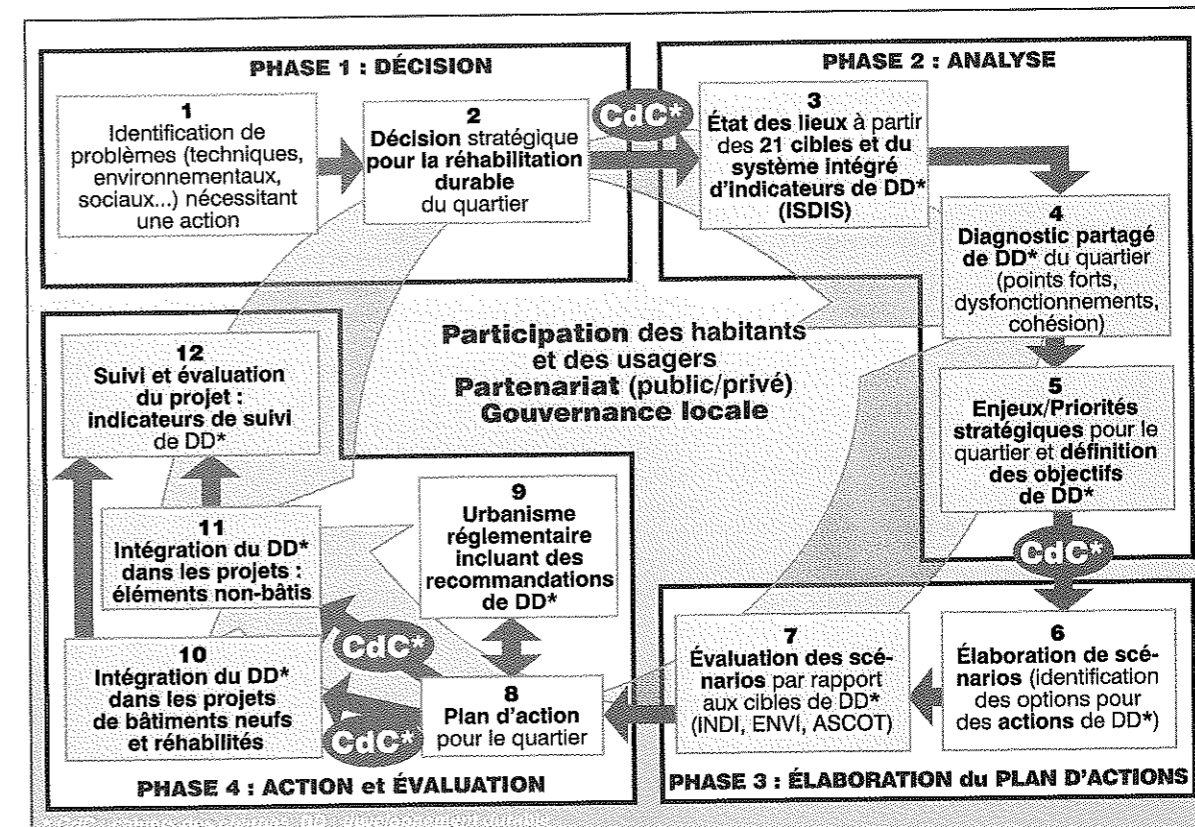 PHASE 1 : DÉCISION
1
Identification de
problèmes (techniques,
environnementaux,
sociaux...) nécessitant
une action
2
Décision stratégique
pour la réhabilitation
durable
du quartier
CdC*
PHASE 2 : ANALYSE
3
État des lieux à partir
des 21 cibles et du
système intégré
d'indicateurs de DD*
(ISDIS)
4
Diagnostic partagé
de DD* du quartier
(points forts,
dysfonctionnements,
cohésion)
5
Enjeux/Priorités
stratégiques pour le
quartier et définition
des objectifs
de DD*
CdC*
Participation des habitants
et des usagers
Partenariat (public/privé)
Gouvernance locale
6
Élaboration de scé-
narios (identification
des options pour
des actions de DD*)
7
Évaluation des scé-
narios par rapport
aux cibles de DD*
(INDI, ENVI, ASCOT)
PHASE 3 : ÉLABORATION du PLAN D'ACTIONS
8
Plan d'action
pour le quartier
9
Urbanisme
réglementaire
incluant des
recommandations
de DD*
CdC*
CdC*
10
Intégration du DD*
dans les projets
de bâtiments neufs
et réhabilités
11
Intégration du DD*
dans les projets :
éléments non-bâtis
12
Suivi et évaluation
du projet :
indicateurs de suivi
de DD*
PHASE 4 : ACTION et ÉVALUATION